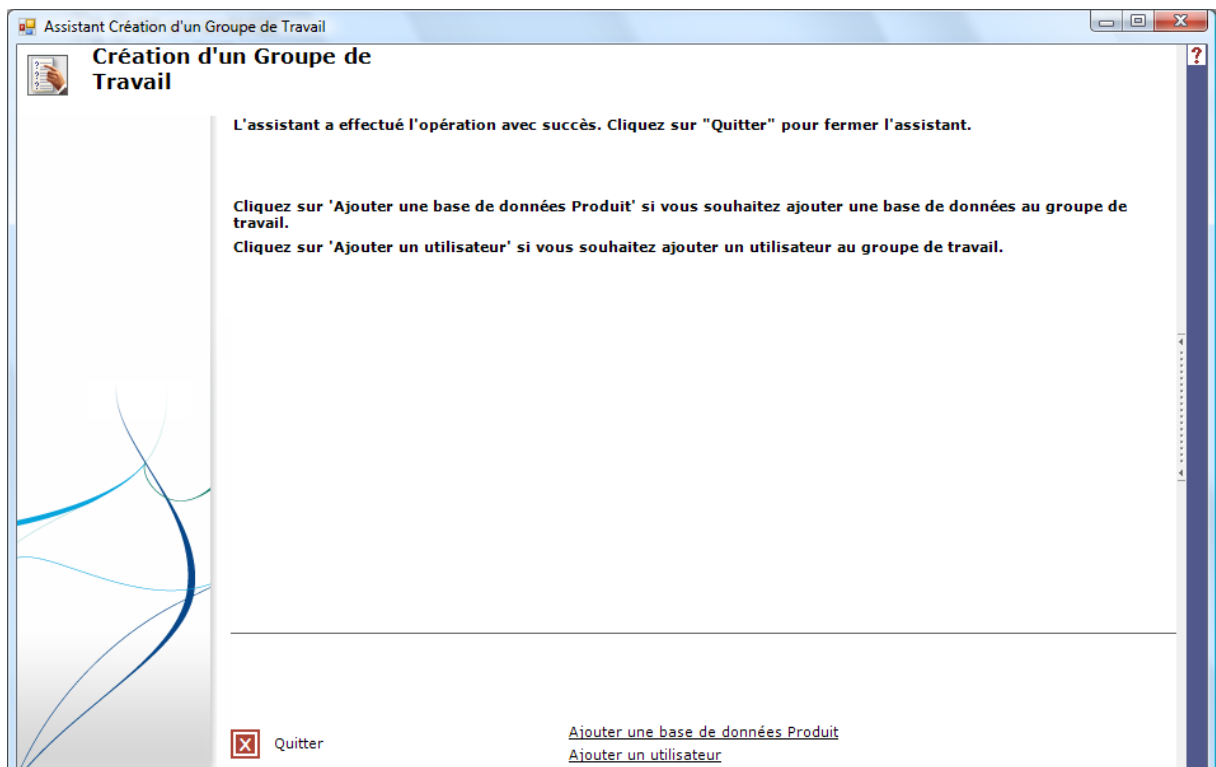 Assistant Création d'un Groupe de Travail
Création d'un Groupe de
Travail
L'assistant a effectué l'opération avec succès. Cliquez sur "Quitter" pour fermer l'assistant.
Cliquez sur 'Ajouter une base de données Produit' si vous souhaitez ajouter une base de données au groupe de
travail.
Cliquez sur 'Ajouter un utilisateur' si vous souhaitez ajouter un utilisateur au groupe de travail.
Quitter
Ajouter une base de données Produit
Ajouter un utilisateur